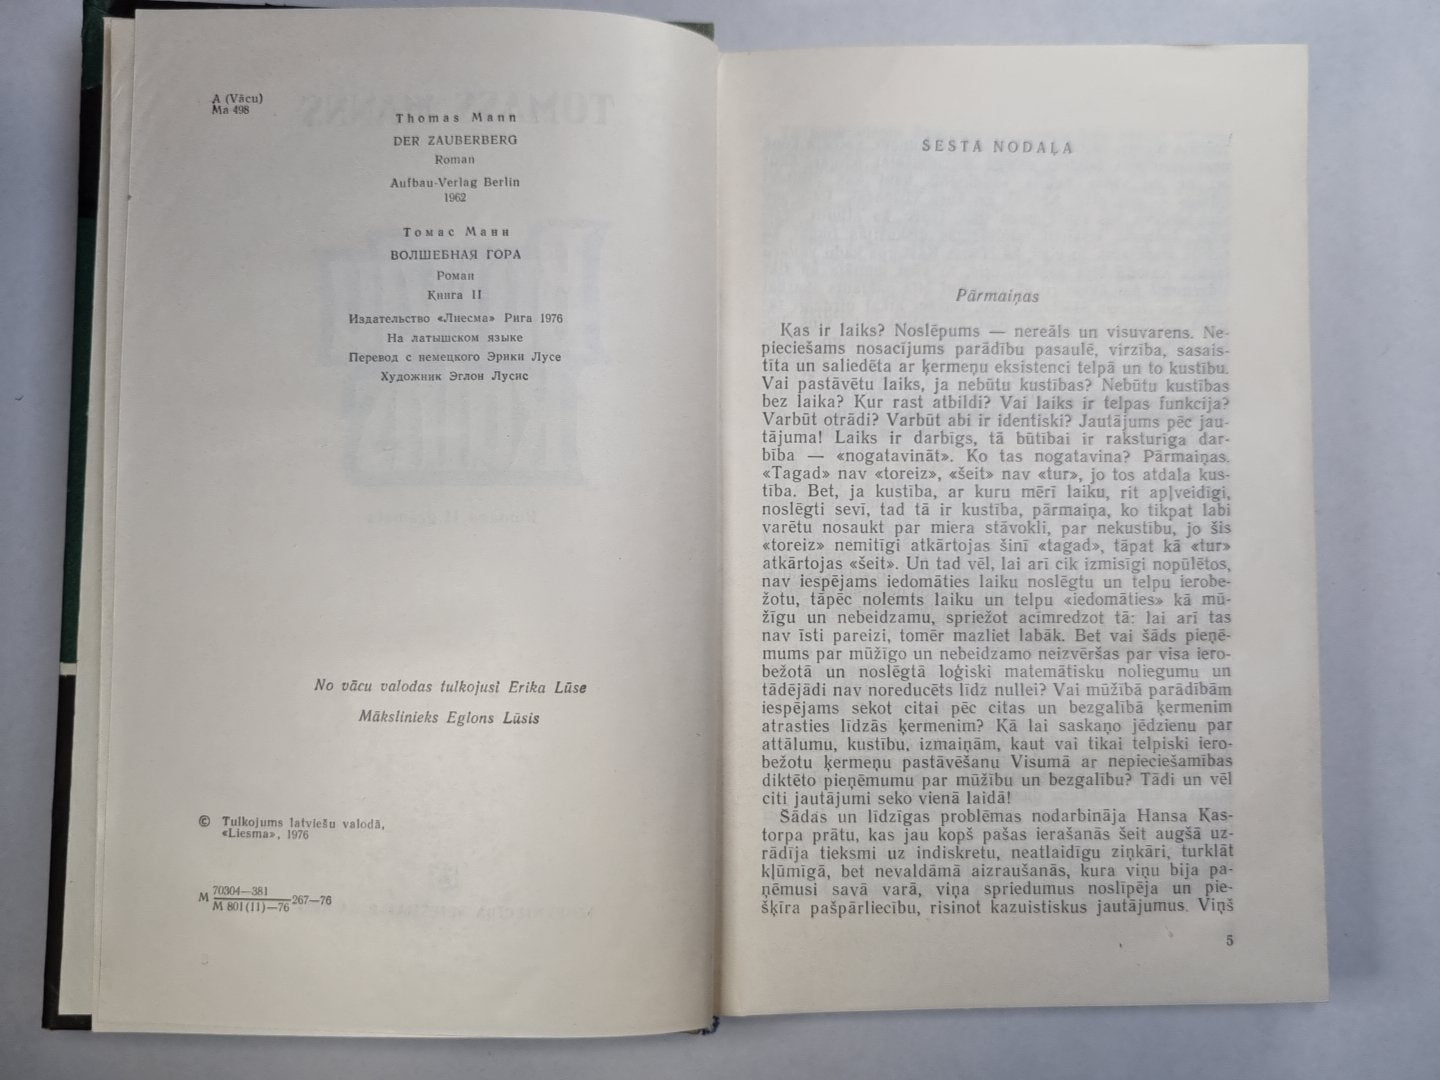 A (Vācu)
Ma 498
Thomas Mann
DER ZAUBERBERG
Roman
Aufbau-Verlag Berlin
1962
Томас Манн
ВОЛШЕБНАЯ ГОРА
Роман
Книга II
Издательство «Лиесма» Рига 1976
На латышском языке
Перевод с немецкого Эрики Лусе
Художник Эглон Лусис
No vācu valodas tulkojusi Erika Lūse
Mākslinieks Eglons Lūsis
© Tulkojums latviešu valodā,
«Liesma», 1976
M 70304—381
M 801(11)—76 267—76
SESTĀ NODAĻA
Pārmaiņas
Kas ir laiks? Noslēpums — nereāls un visuvarens. Ne-
pieciešams nosacījums parādību pasaulē, virzība, sasais-
tīta un saliedēta ar ķermeņu eksistenci telpā un to kustību.
Vai pastāvētu laiks, ja nebūtu kustības? Nebūtu kustības
bez laika? Kur rast atbildi? Vai laiks ir telpas funkcija?
Varbūt otrādi? Varbūt abi ir identiski? Jautājums pēc jau-
tājuma! Laiks ir darbīgs, tā būtībai ir raksturīga dar-
bība — «nogatavināt». Ko tas nogatavina? Pārmaiņas.
«Tagad» nav «toreiz», «šeit» nav «tur», jo tos atdala kus-
tība. Bet, ja kustība, ar kuru mērī laiku, rit apļveidīgi,
noslēgti sevī, tad tā ir kustība, pārmaiņa, ko tikpat labi
varētu nosaukt par miera stāvokli, par nekustību, jo šis
«toreiz» nemitīgi atkārtojas šinī «tagad», tāpat kā «tur»
atkārtojas «šeit». Un tad vēl, lai arī cik izmisīgi nopūlētos,
nav iespējams iedomāties laiku noslēgtu un telpu ierobe-
žotu, tāpēc nolemts laiku un telpu «iedomāties» kā mū-
žīgu un nebeidzamu, spriežot acīmredzot tā: lai arī tas
nav īsti pareizi, tomēr mazliet labāk. Bet vai šāds pieņē-
mums par mūžīgo un nebeidzamo neizvēršas par visa iero-
bežotā un noslēgtā loģiski matemātisku noliegumu un
tādējādi nav noreducēts līdz nullei? Vai mūžībā parādībām
iespējams sekot citai pēc citas un bezgalībā ķermenim
atrasties līdzās ķermenim? Kā lai saskaņo jēdzienu par
attālumu, kustību, izmaiņām, kaut vai tikai telpiski iero-
bežotu ķermeņu pastāvēšanu Visumā ar nepieciešamības
diktēto pieņēmumu par mūžību un bezgalību? Tādi un vēl
citi jautājumi seko vienā laidā!
Šādas un līdzīgas problēmas nodarbināja Hansa Kas-
torpa prātu, kas jau kopš pašas ierašanās šeit augšā uz-
rādīja tieksmi uz indiskretu, neatlaidīgu ziņkāri, turklāt
kļūmīgā, bet nevaldāmā aizraušanās, kura viņu bija pa-
ņēmusi savā varā, viņa spriedumus noslīpēja un pie-
šķīra pašpārliecību, risinot kazuistiskus jautājumus. Viņš
5